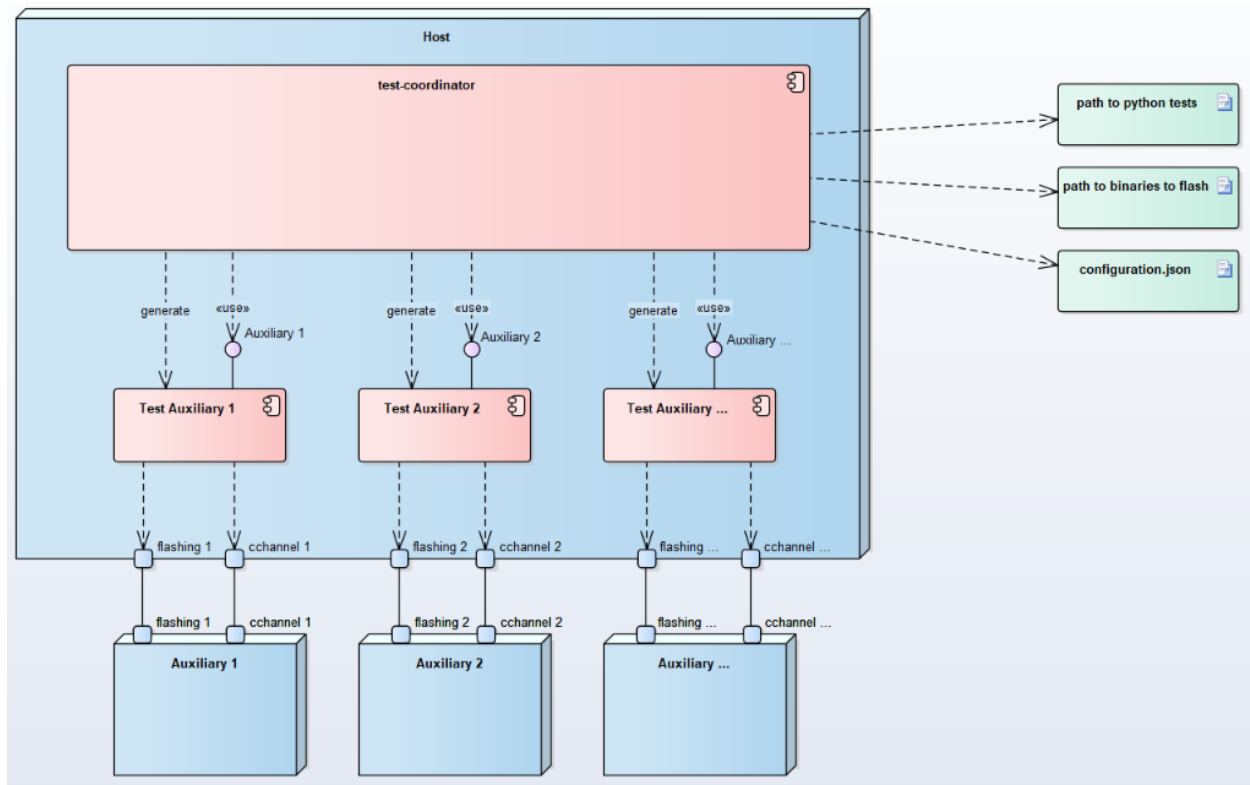 Host
test-coordinator
path to python tests
path to binaries to flash
configuration.json
generate
«use»
Auxiliary 1
generate
«use»
Auxiliary 2
generate
«use»
Auxiliary ...
Test Auxiliary 1
Test Auxiliary 2
Test Auxiliary ...
flashing 1
cchannel 1
flashing 2
cchannel 2
flashing ...
cchannel ...
flashing 1
cchannel 1
flashing 2
cchannel 2
flashing ...
cchannel ...
Auxiliary 1
Auxiliary 2
Auxiliary ...